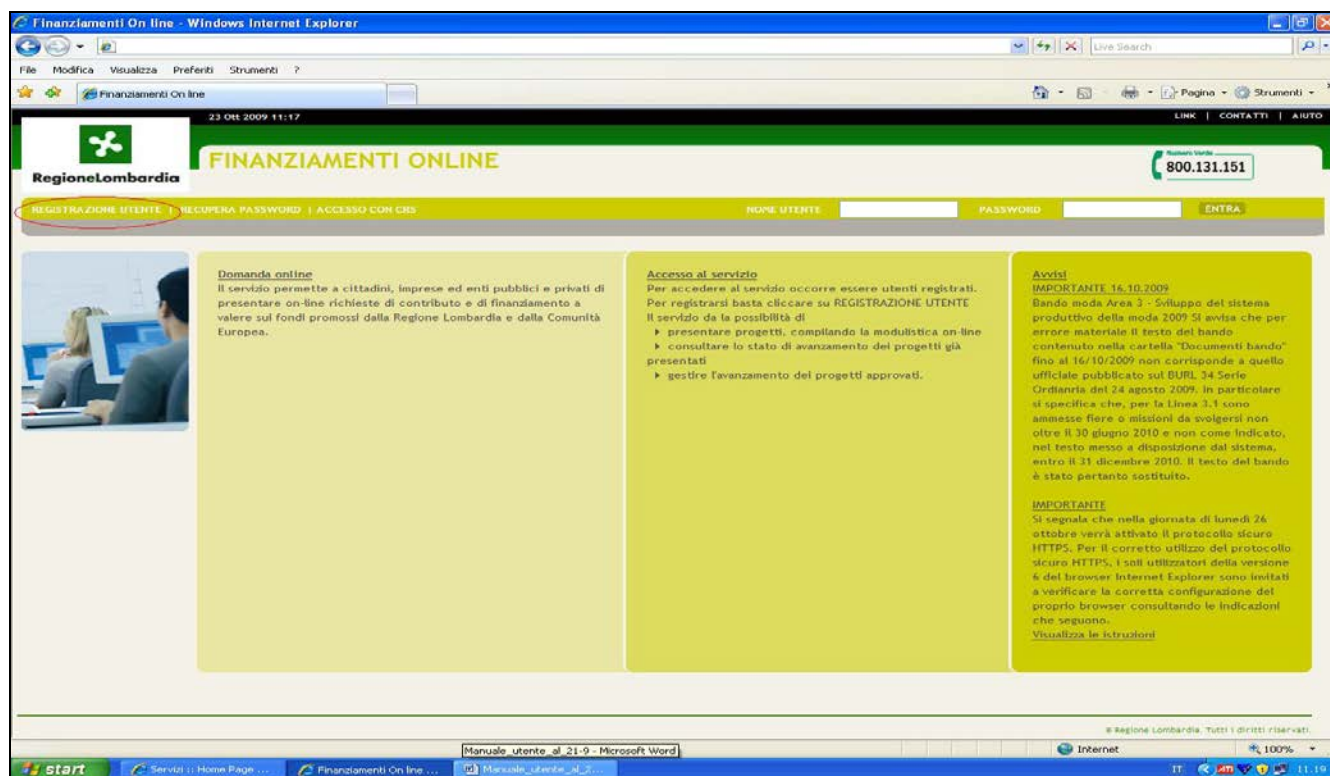 Finanziamenti On line - Windows Internet Explorer
Live Search
File Modifica Visualizza Preferiti Strumenti ?
Finanziamenti On line
Pagina Strumenti
23 Ott 2009 11:17
LINK | CONTATTI | AIUTO
RegioneLombardia
FINANZIAMENTI ONLINE
Numero Verde
800.131.151
REGISTRAZIONE UTENTE | RECUPERA PASSWORD | ACCESSO CON CRS
NOME UTENTE
PASSWORD
ENTRA
Domanda online
Il servizio permette a cittadini, imprese ed enti pubblici e privati di
presentare on-line richieste di contributo e di finanziamento a
valere sui fondi promossi dalla Regione Lombardia e dalla Comunità
Europea.
Accesso al servizio
Per accedere al servizio occorre essere utenti registrati.
Per registrarsi basta cliccare su REGISTRAZIONE UTENTE
Il servizio da la possibilità di
presentare progetti, compilando la modulistica on-line
consultare lo stato di avanzamento dei progetti già
presentati
gestire l'avanzamento dei progetti approvati.
Avvisi
IMPORTANTE 16.10.2009
Bando moda Area 3 - Sviluppo del sistema
produttivo della moda 2009 Si avvisa che per
errore materiale il testo del bando
contenuto nella cartella "Documenti bando"
fino al 16/10/2009 non corrisponde a quello
ufficiale pubblicato sul BURL 34 Serie
Ordianria del 24 agosto 2009. In particolare
si specifica che, per la Linea 3.1 sono
ammesse fiere o missioni da svolgersi non
oltre il 30 giugno 2010 e non come indicato,
nel testo messo a disposizione dal sistema,
entro il 31 dicembre 2010. Il testo del bando
è stato pertanto sostituito.
IMPORTANTE
Si segnala che nella giornata di lunedì 26
ottobre verrà attivato il protocollo sicuro
HTTPS. Per il corretto utilizzo del protocollo
sicuro HTTPS, i soli utilizzatori della versione
6 del browser Internet Explorer sono invitati
a verificare la corretta configurazione del
proprio browser consultando le indicazioni
che seguono.
Visualizza le istruzioni
© Regione Lombardia. Tutti i diritti riservati.
Manuale_utente_al_21-9 - Microsoft Word
Internet
100%
start
Servizi :: Home Page ...
Finanziamenti On line ...
Manuale_utente_al_2...
IT
ATI
11.19